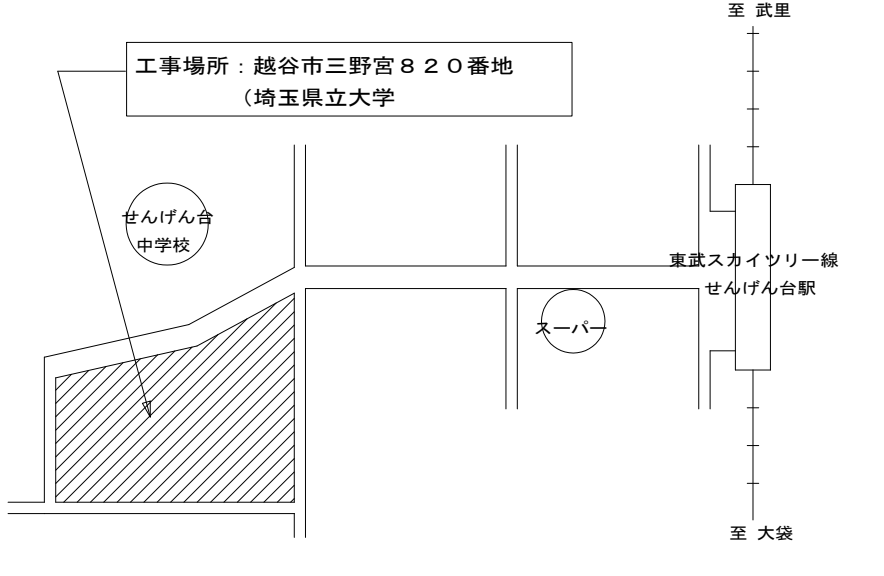 至 武里
工事場所：越谷市三野宮８２０番地
（埼玉県立大学
せんげん台
中学校
東武スカイツリー線
せんげん台駅
スーパー
至 大袋